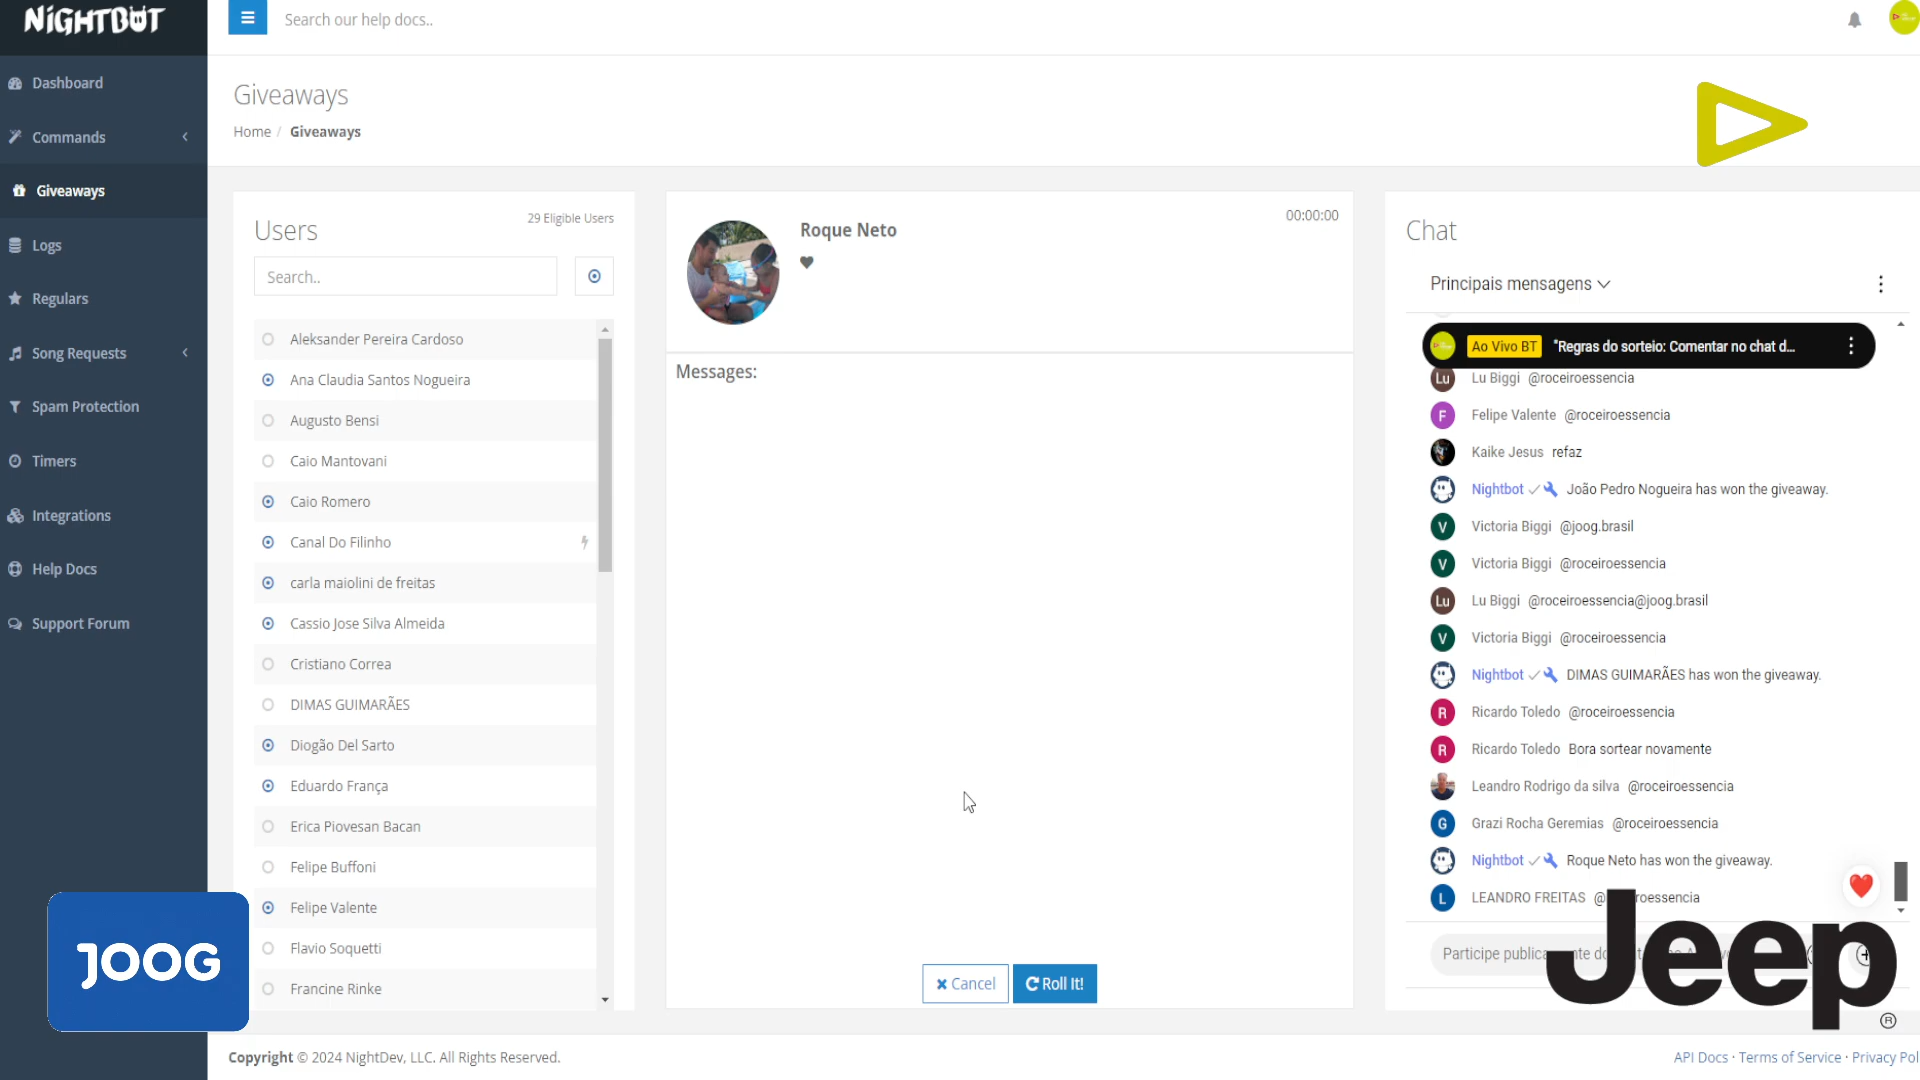 NiGHTBOT
Search our help docs..
Dashboard
Commands
Giveaways
Logs
Regulars
Song Requests
Spam Protection
Timers
Integrations
Help Docs
Support Forum
Giveaways
Home / Giveaways
Users
29 Eligible Users
Search..
Aleksander Pereira Cardoso
Ana Claudia Santos Nogueira
Augusto Bensi
Caio Mantovani
Caio Romero
Canal Do Filinho
carla maiolini de freitas
Cassio Jose Silva Almeida
Cristiano Correa
DIMAS GUIMARÃES
Diogão Del Sarto
Eduardo França
Erica Piovesan Bacan
Felipe Buffoni
Felipe Valente
Flavio Soquetti
Francine Rinke
Roque Neto
00:00:00
Messages:
Cancel
Roll It!
Chat
Principais mensagens
Ao Vivo BT "Regras do sorteio: Comentar no chat d...
Lu Lu Biggi @roceiroessencia
F Felipe Valente @roceiroessencia
Kaike Jesus refaz
Nightbot João Pedro Nogueira has won the giveaway.
V Victoria Biggi @joog.brasil
V Victoria Biggi @roceiroessencia
Lu Lu Biggi @roceiroessencia@joog.brasil
V Victoria Biggi @roceiroessencia
Nightbot DIMAS GUIMARÃES has won the giveaway.
R Ricardo Toledo @roceiroessencia
R Ricardo Toledo Bora sortear novamente
Leandro Rodrigo da silva @roceiroessencia
G Grazi Rocha Geremias @roceiroessencia
Nightbot Roque Neto has won the giveaway.
L LEANDRO FREITAS
Participe
JOOG
Jeep ®
Copyright © 2024 NightDev, LLC. All Rights Reserved.
API Docs · Terms of Service · Privacy Pol